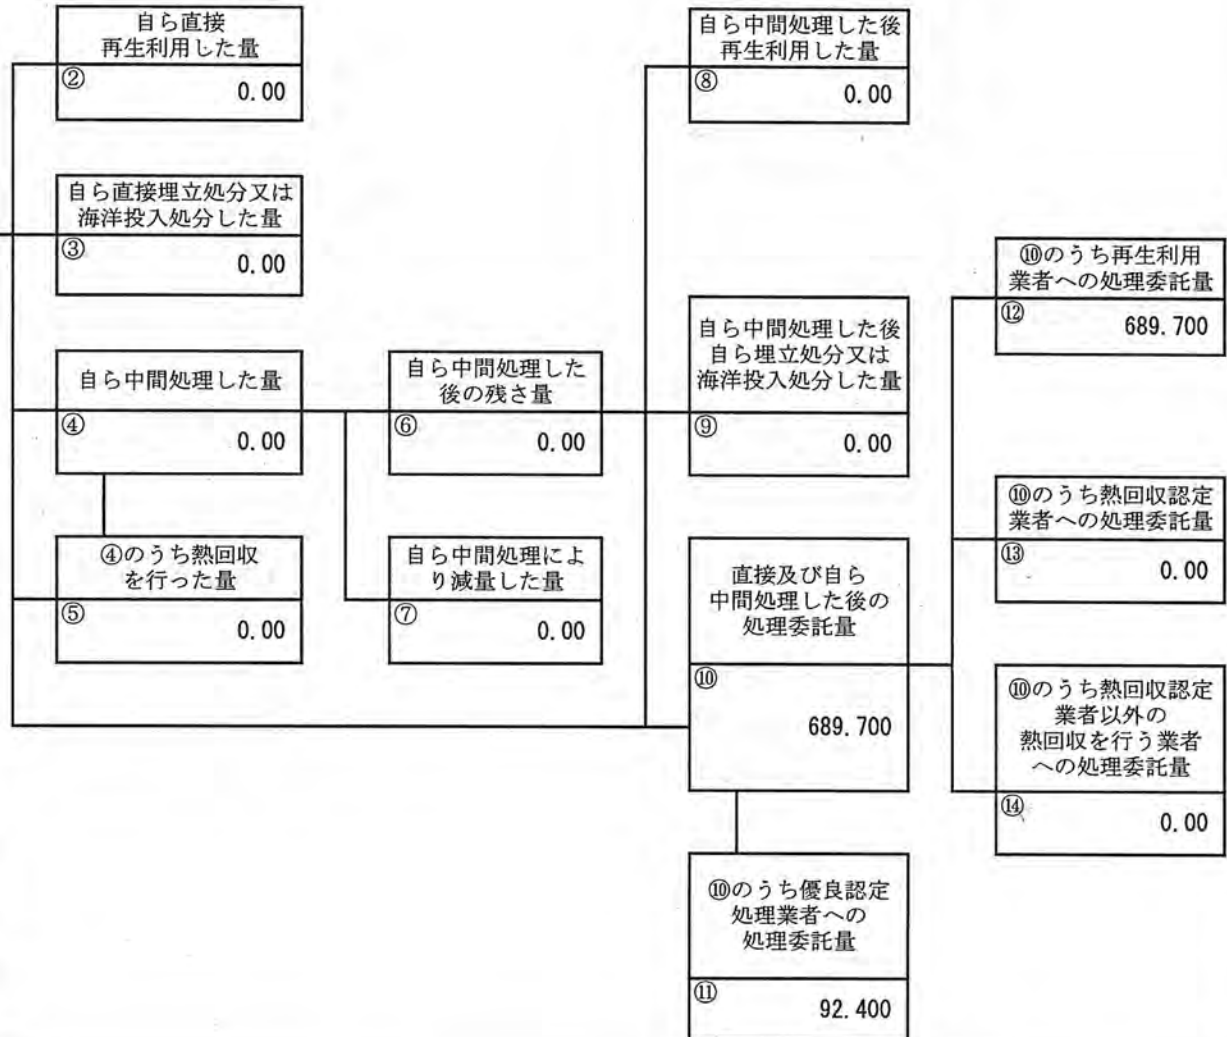 自ら直接
再生利用した量
② 0.00
自ら直接埋立処分又は
海洋投入処分した量
③ 0.00
自ら中間処理した量
④ 0.00
④のうち熱回収
を行った量
⑤ 0.00
自ら中間処理した
後の残さ量
⑥ 0.00
自ら中間処理によ
り減量した量
⑦ 0.00
自ら中間処理した後
再生利用した量
⑧ 0.00
自ら中間処理した後
自ら埋立処分又は
海洋投入処分した量
⑨ 0.00
直接及び自ら
中間処理した後の
処理委託量
⑩
689.700
⑩のうち優良認定
処理業者への
処理委託量
⑪ 92.400
⑩のうち再生利用
業者への処理委託量
⑫ 689.700
⑩のうち熱回収認定
業者への処理委託量
⑬ 0.00
⑩のうち熱回収認定
業者以外の
熱回収を行う業者
への処理委託量
⑭ 0.00